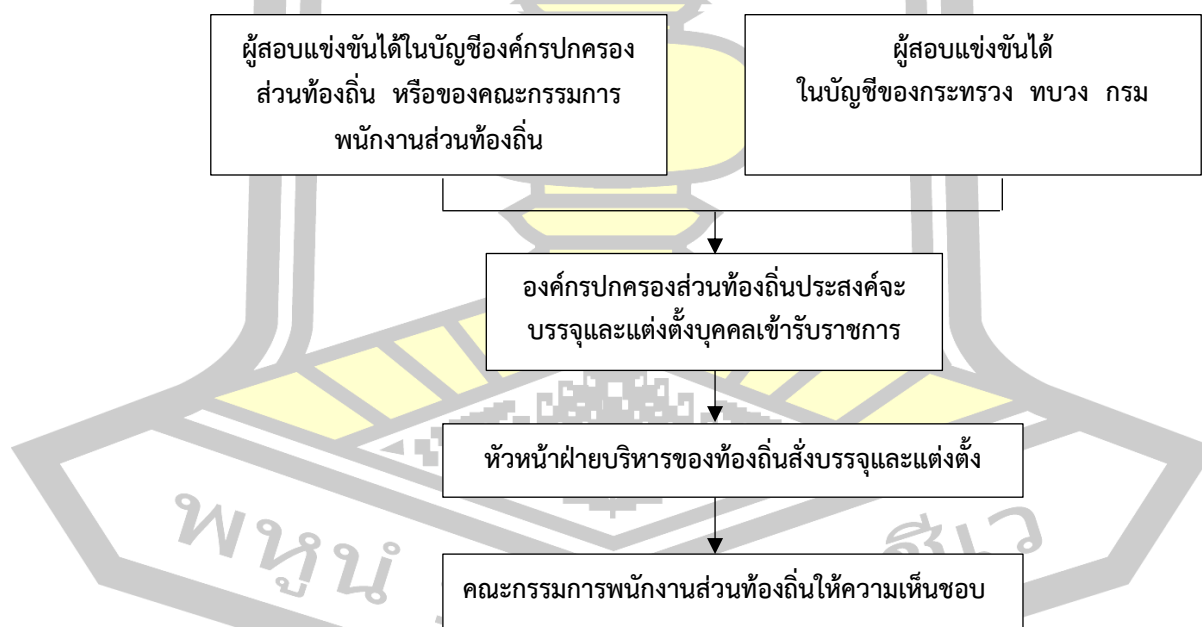 ผู้สอบแข่งขันได้ในบัญชีองค์กรปกครอง
ส่วนท้องถิ่น หรือของคณะกรรมการ
พนักงานส่วนท้องถิ่น
ผู้สอบแข่งขันได้
ในบัญชีของกระทรวง ทบวง กรม
องค์กรปกครองส่วนท้องถิ่นประสงค์จะ
บรรจุและแต่งตั้งบุคคลเข้ารับราชการ
หัวหน้าฝ่ายบริหารของท้องถิ่นสั่งบรรจุและแต่งตั้ง
คณะกรรมการพนักงานส่วนท้องถิ่นให้ความเห็นชอบ
พหูนํ
ชีเว